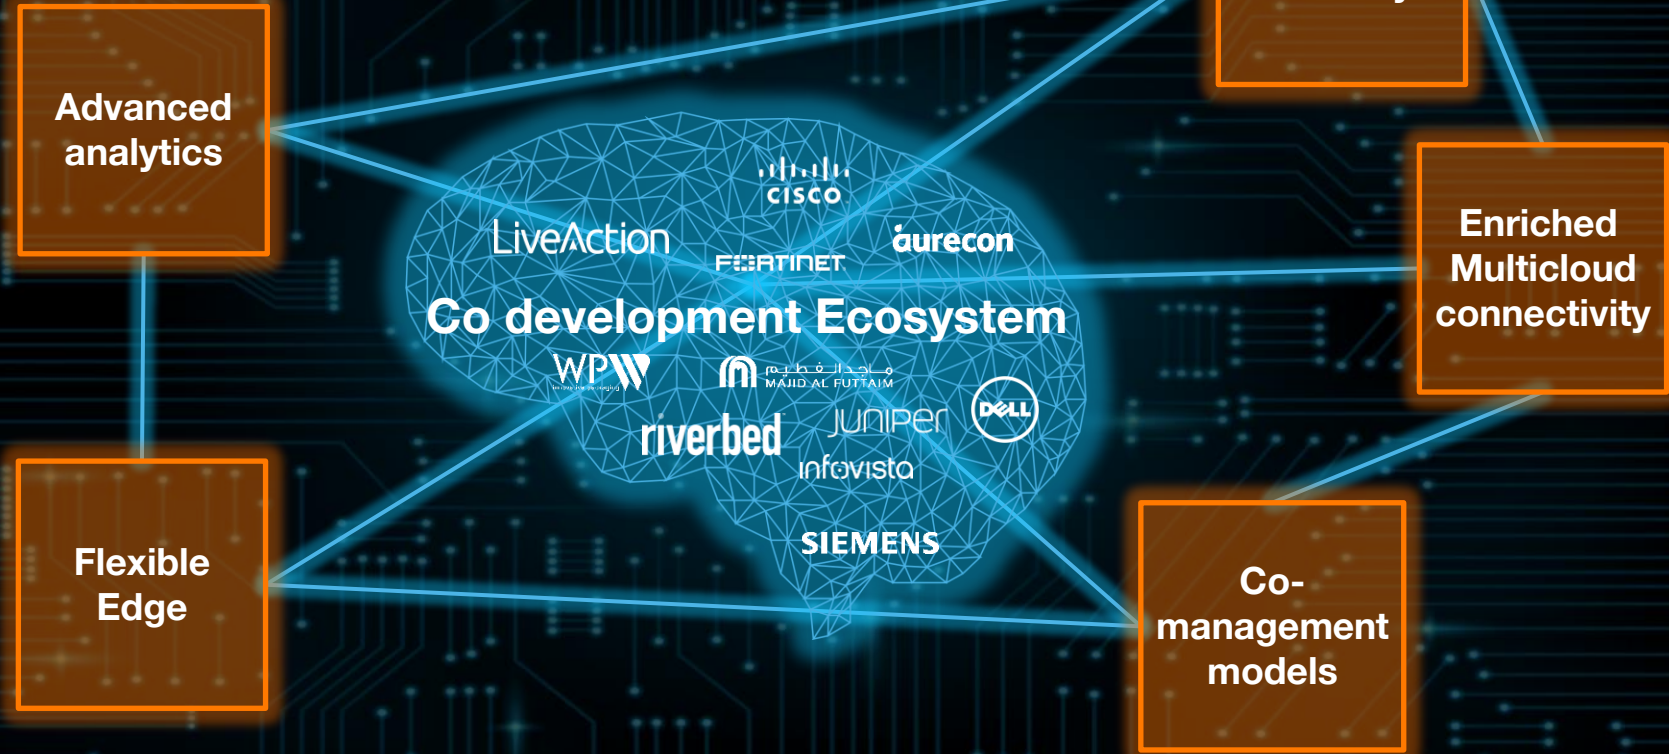 Advanced
analytics
CISCO
LiveAction
FORTINET
aurecon
Enriched
Multicloud
connectivity
Co development Ecosystem
WPW
ماجد الفطيم
MAJID AL FUTTAIM
DELL
JUNIPer
riverbed
infovista
SIEMENS
Flexible
Edge
Co-
management
models